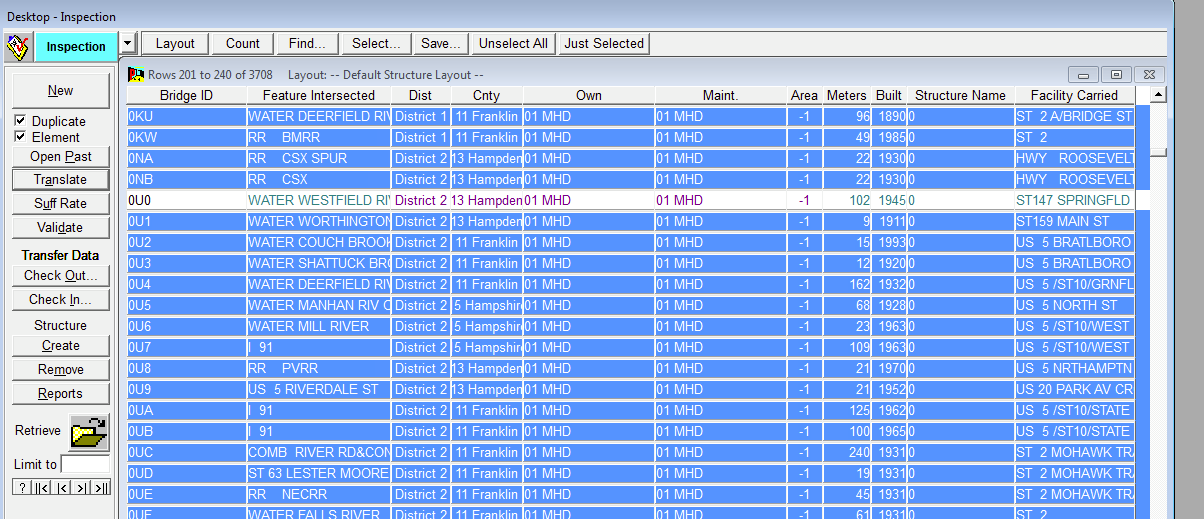 Desktop - Inspection
Inspection Layout Count Find... Select... Save... Unselect All Just Selected
New
Duplicate
Element
Open Past
Translate
Suff Rate
Validate
Transfer Data
Check Out...
Check In...
Structure
Create
Remove
Reports
Retrieve
Limit to
? ||< |< >| >||
Rows 201 to 240 of 3708 Layout: -- Default Structure Layout --
Bridge ID Feature Intersected Dist Cnty Own Maint. Area Meters Built Structure Name Facility Carried
0KU WATER DEERFIELD RIV District 1 11 Franklin 01 MHD 01 MHD -1 96 1890 0 ST 2 A/BRIDGE ST
0KW RR BMRR District 1 11 Franklin 01 MHD 01 MHD -1 49 1985 0 ST 2
0NA RR CSX SPUR District 2 13 Hampden 01 MHD 01 MHD -1 22 1930 0 HWY ROOSEVELT
0NB RR CSX District 2 13 Hampden 01 MHD 01 MHD -1 22 1930 0 HWY ROOSEVELT
0U0 WATER WESTFIELD RI District 2 13 Hampden 01 MHD 01 MHD -1 102 1945 0 ST147 SPRINGFLD
0U1 WATER WORTHINGTON District 2 13 Hampden 01 MHD 01 MHD -1 9 1911 0 ST159 MAIN ST
0U2 WATER COUCH BROOK District 2 11 Franklin 01 MHD 01 MHD -1 15 1993 0 US 5 BRATLBORO
0U3 WATER SHATTUCK BRO District 2 11 Franklin 01 MHD 01 MHD -1 12 1920 0 US 5 BRATLBORO
0U4 WATER DEERFIELD RIV District 2 11 Franklin 01 MHD 01 MHD -1 162 1932 0 US 5 /ST10/GRNFL
0U5 WATER MANHAN RIV C District 2 5 Hampshir 01 MHD 01 MHD -1 68 1928 0 US 5 NORTH ST
0U6 WATER MILL RIVER District 2 5 Hampshir 01 MHD 01 MHD -1 23 1963 0 US 5 /ST10/WEST
0U7 I 91 District 2 5 Hampshir 01 MHD 01 MHD -1 109 1963 0 US 5 /ST10/WEST
0U8 RR PVRR District 2 13 Hampden 01 MHD 01 MHD -1 21 1970 0 US 5 NRTHAMPTN
0U9 US 5 RIVERDALE ST District 2 13 Hampden 01 MHD 01 MHD -1 21 1952 0 US 20 PARK AV CR
0UA I 91 District 2 11 Franklin 01 MHD 01 MHD -1 125 1962 0 US 5 /ST10/STATE
0UB I 91 District 2 11 Franklin 01 MHD 01 MHD -1 100 1965 0 US 5 /ST10/STATE
0UC COMB RIVER RD&CON District 2 11 Franklin 01 MHD 01 MHD -1 240 1931 0 ST 2 MOHAWK TRA
0UD ST 63 LESTER MOORE District 2 11 Franklin 01 MHD 01 MHD -1 19 1931 0 ST 2 MOHAWK TRA
0UE RR NECRR District 2 11 Franklin 01 MHD 01 MHD -1 45 1931 0 ST 2 MOHAWK TRA
0UF WATER FALLS RIVER District 2 11 Franklin 01 MHD 01 MHD -1 61 1931 0 ST 2